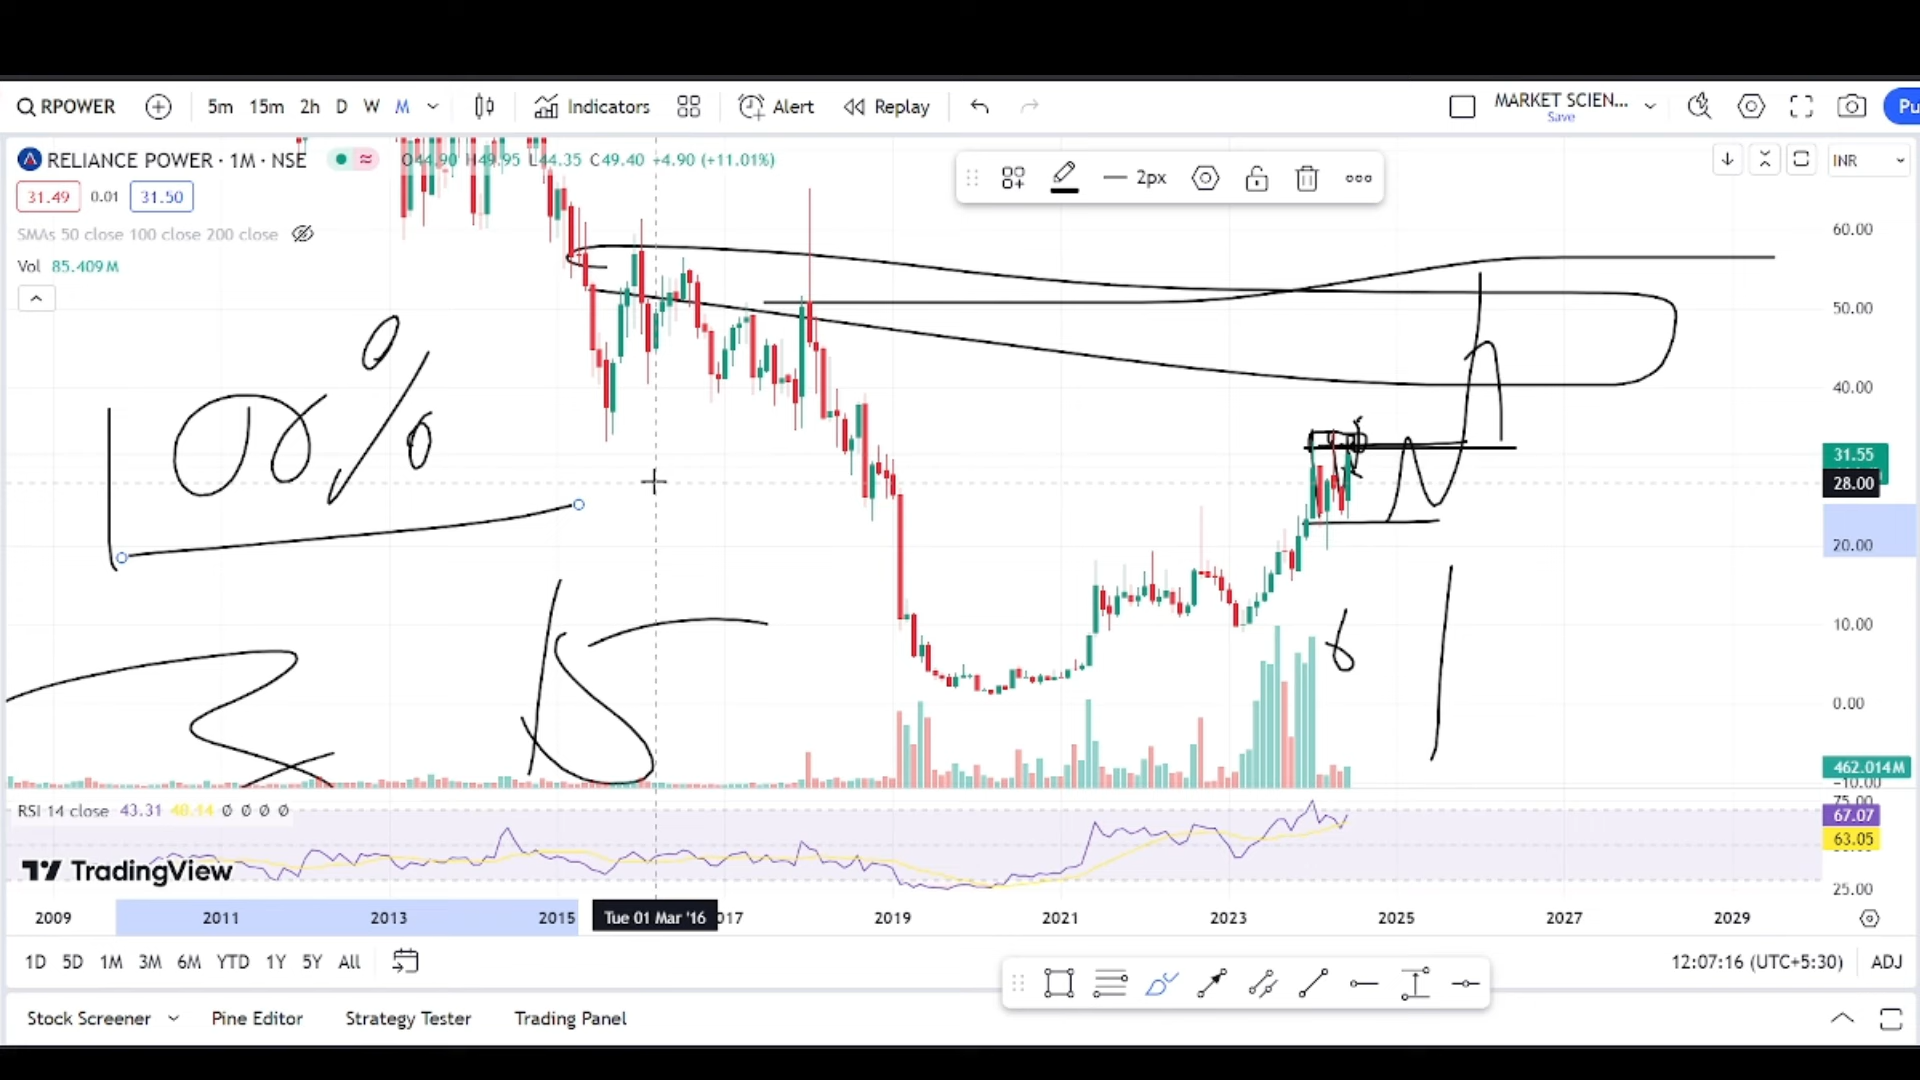 RPOWER 5m 15m 2h D W M Indicators Alert Replay MARKET SCIEN... Save Pu
RELIANCE POWER · 1M · NSE O44.90 H49.95 L44.35 C49.40 +4.90 (+11.01%) 2px INR
31.49 0.01 31.50
SMAs 50 close 100 close 200 close
Vol 85.409M
60.00
50.00
40.00
31.55
28.00
20.00
10.00
0.00
462.014M
-10.00
100%
15
6
RSI 14 close 43.31 48.14 Ø Ø Ø Ø
75.00
67.07
63.05
25.00
TradingView
2009 2011 2013 2015 Tue 01 Mar '16 017 2019 2021 2023 2025 2027 2029
1D 5D 1M 3M 6M YTD 1Y 5Y All 12:07:16 (UTC+5:30) ADJ
Stock Screener Pine Editor Strategy Tester Trading Panel